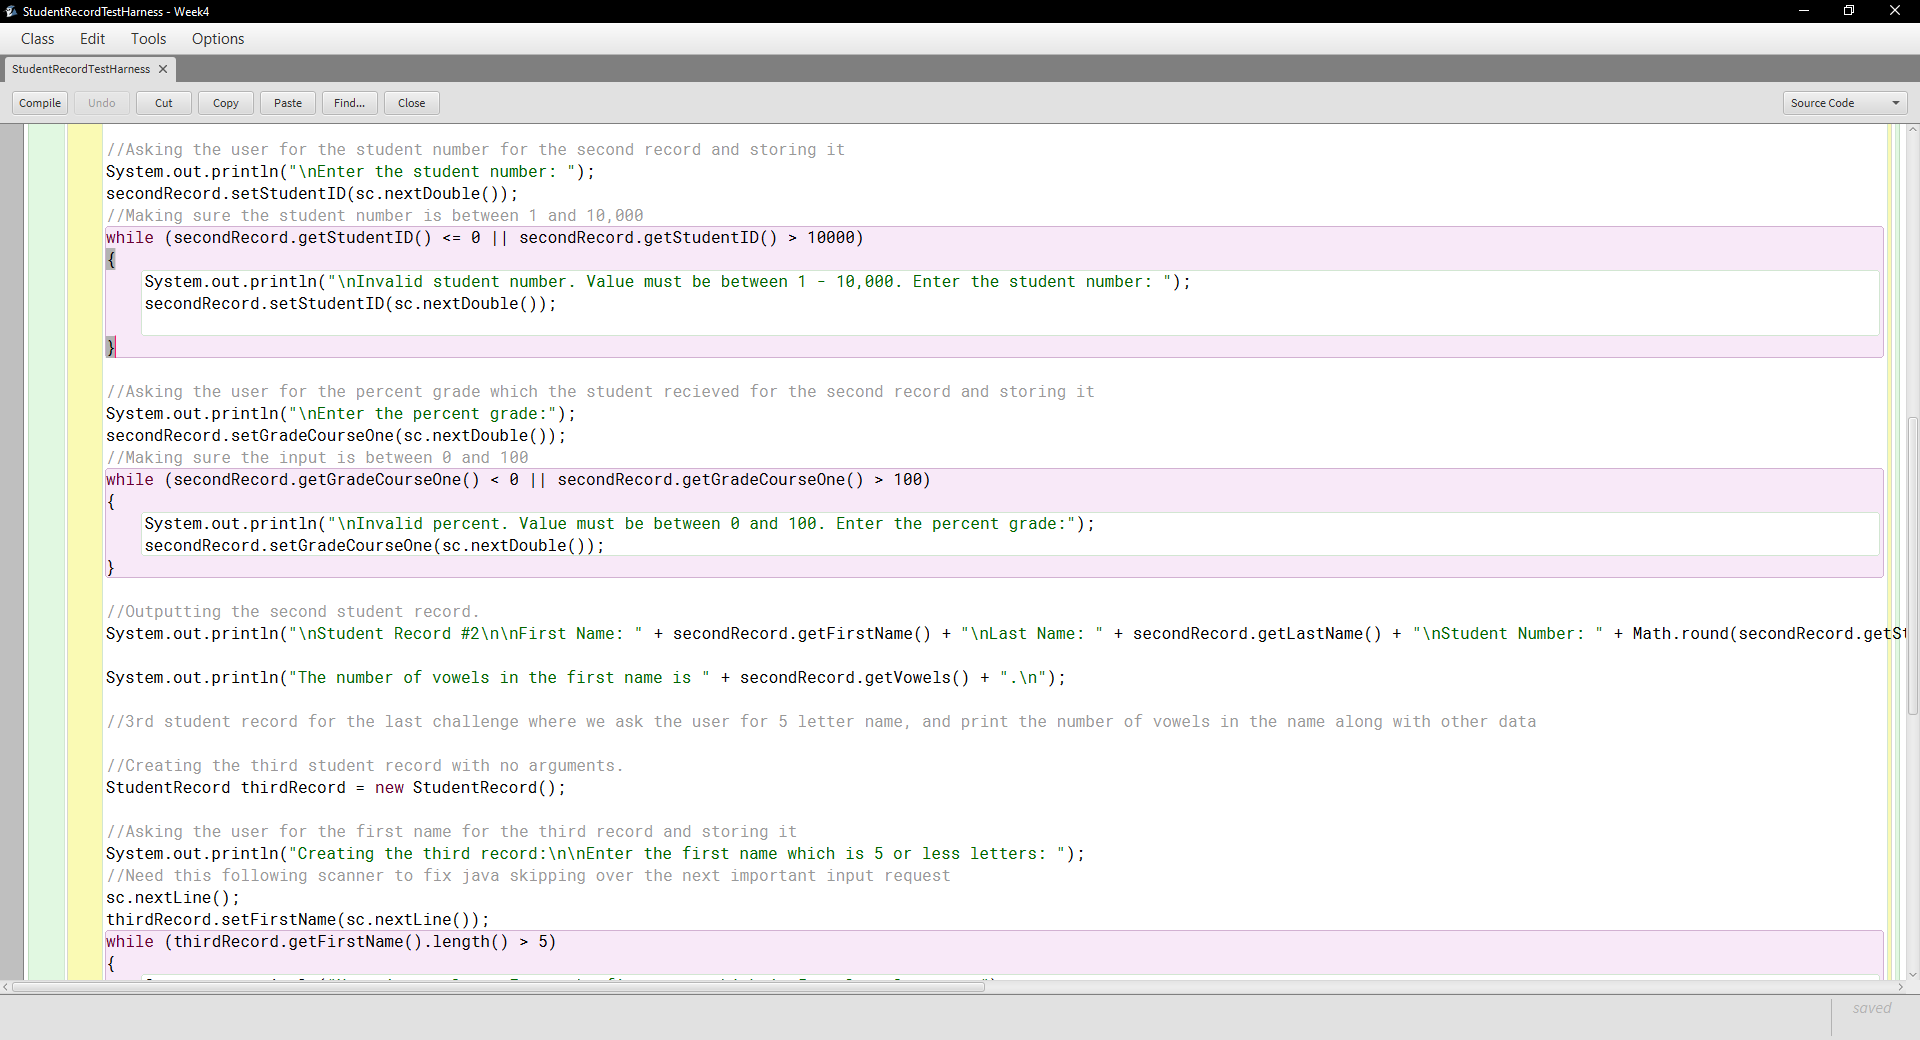 StudentRecordTestHarness - Week4
Class Edit Tools Options
StudentRecordTestHarness
Compile Undo Cut Copy Paste Find... Close Source Code
//Asking the user for the student number for the second record and storing it
System.out.println("\nEnter the student number: ");
secondRecord.setStudentID(sc.nextDouble());
//Making sure the student number is between 1 and 10,000
while (secondRecord.getStudentID() <= 0 || secondRecord.getStudentID() > 10000)
{
System.out.println("\nInvalid student number. Value must be between 1 - 10,000. Enter the student number: ");
secondRecord.setStudentID(sc.nextDouble());
}
//Asking the user for the percent grade which the student recieved for the second record and storing it
System.out.println("\nEnter the percent grade:");
secondRecord.setGradeCourseOne(sc.nextDouble());
//Making sure the input is between 0 and 100
while (secondRecord.getGradeCourseOne() < 0 || secondRecord.getGradeCourseOne() > 100)
{
System.out.println("\nInvalid percent. Value must be between 0 and 100. Enter the percent grade:");
secondRecord.setGradeCourseOne(sc.nextDouble());
}
//Outputting the second student record.
System.out.println("\nStudent Record #2\n\nFirst Name: " + secondRecord.getFirstName() + "\nLast Name: " + secondRecord.getLastName() + "\nStudent Number: " + Math.round(secondRecord.getSt
System.out.println("The number of vowels in the first name is " + secondRecord.getVowels() + ".\n");
//3rd student record for the last challenge where we ask the user for 5 letter name, and print the number of vowels in the name along with other data
//Creating the third student record with no arguments.
StudentRecord thirdRecord = new StudentRecord();
//Asking the user for the first name for the third record and storing it
System.out.println("Creating the third record:\n\nEnter the first name which is 5 or less letters: ");
//Need this following scanner to fix java skipping over the next important input request
sc.nextLine();
thirdRecord.setFirstName(sc.nextLine());
while (thirdRecord.getFirstName().length() > 5)
{
saved